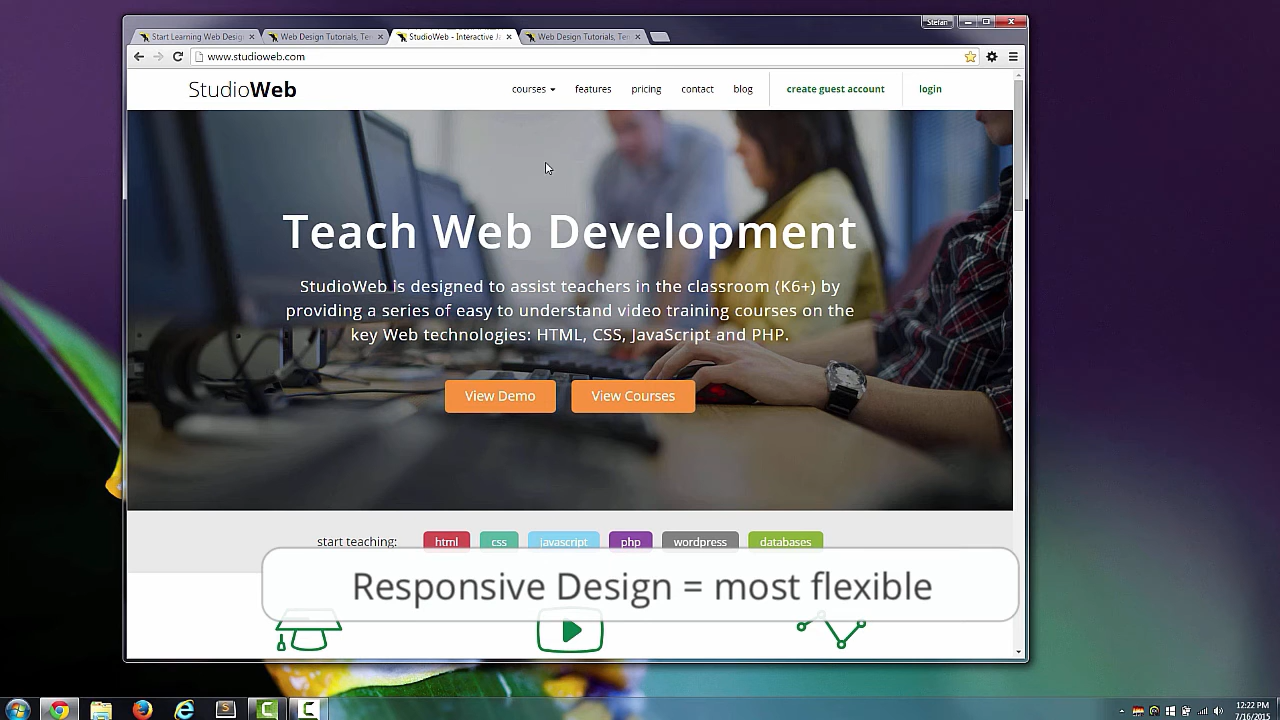 Stefan
Start Learning Web Desig
Web Design Tutorials, Te
StudioWeb - Interactive Ja
Web Design Tutorials, Te
www.studioweb.com
StudioWeb
courses
features
pricing
contact
blog
create guest account
login
Teach Web Development
StudioWeb is designed to assist teachers in the classroom (K6+) by
providing a series of easy to understand video training courses on the
key Web technologies: HTML, CSS, JavaScript and PHP.
View Demo
View Courses
start teaching:
html
css
javascript
php
wordpress
databases
Responsive Design = most flexible
12:22 PM